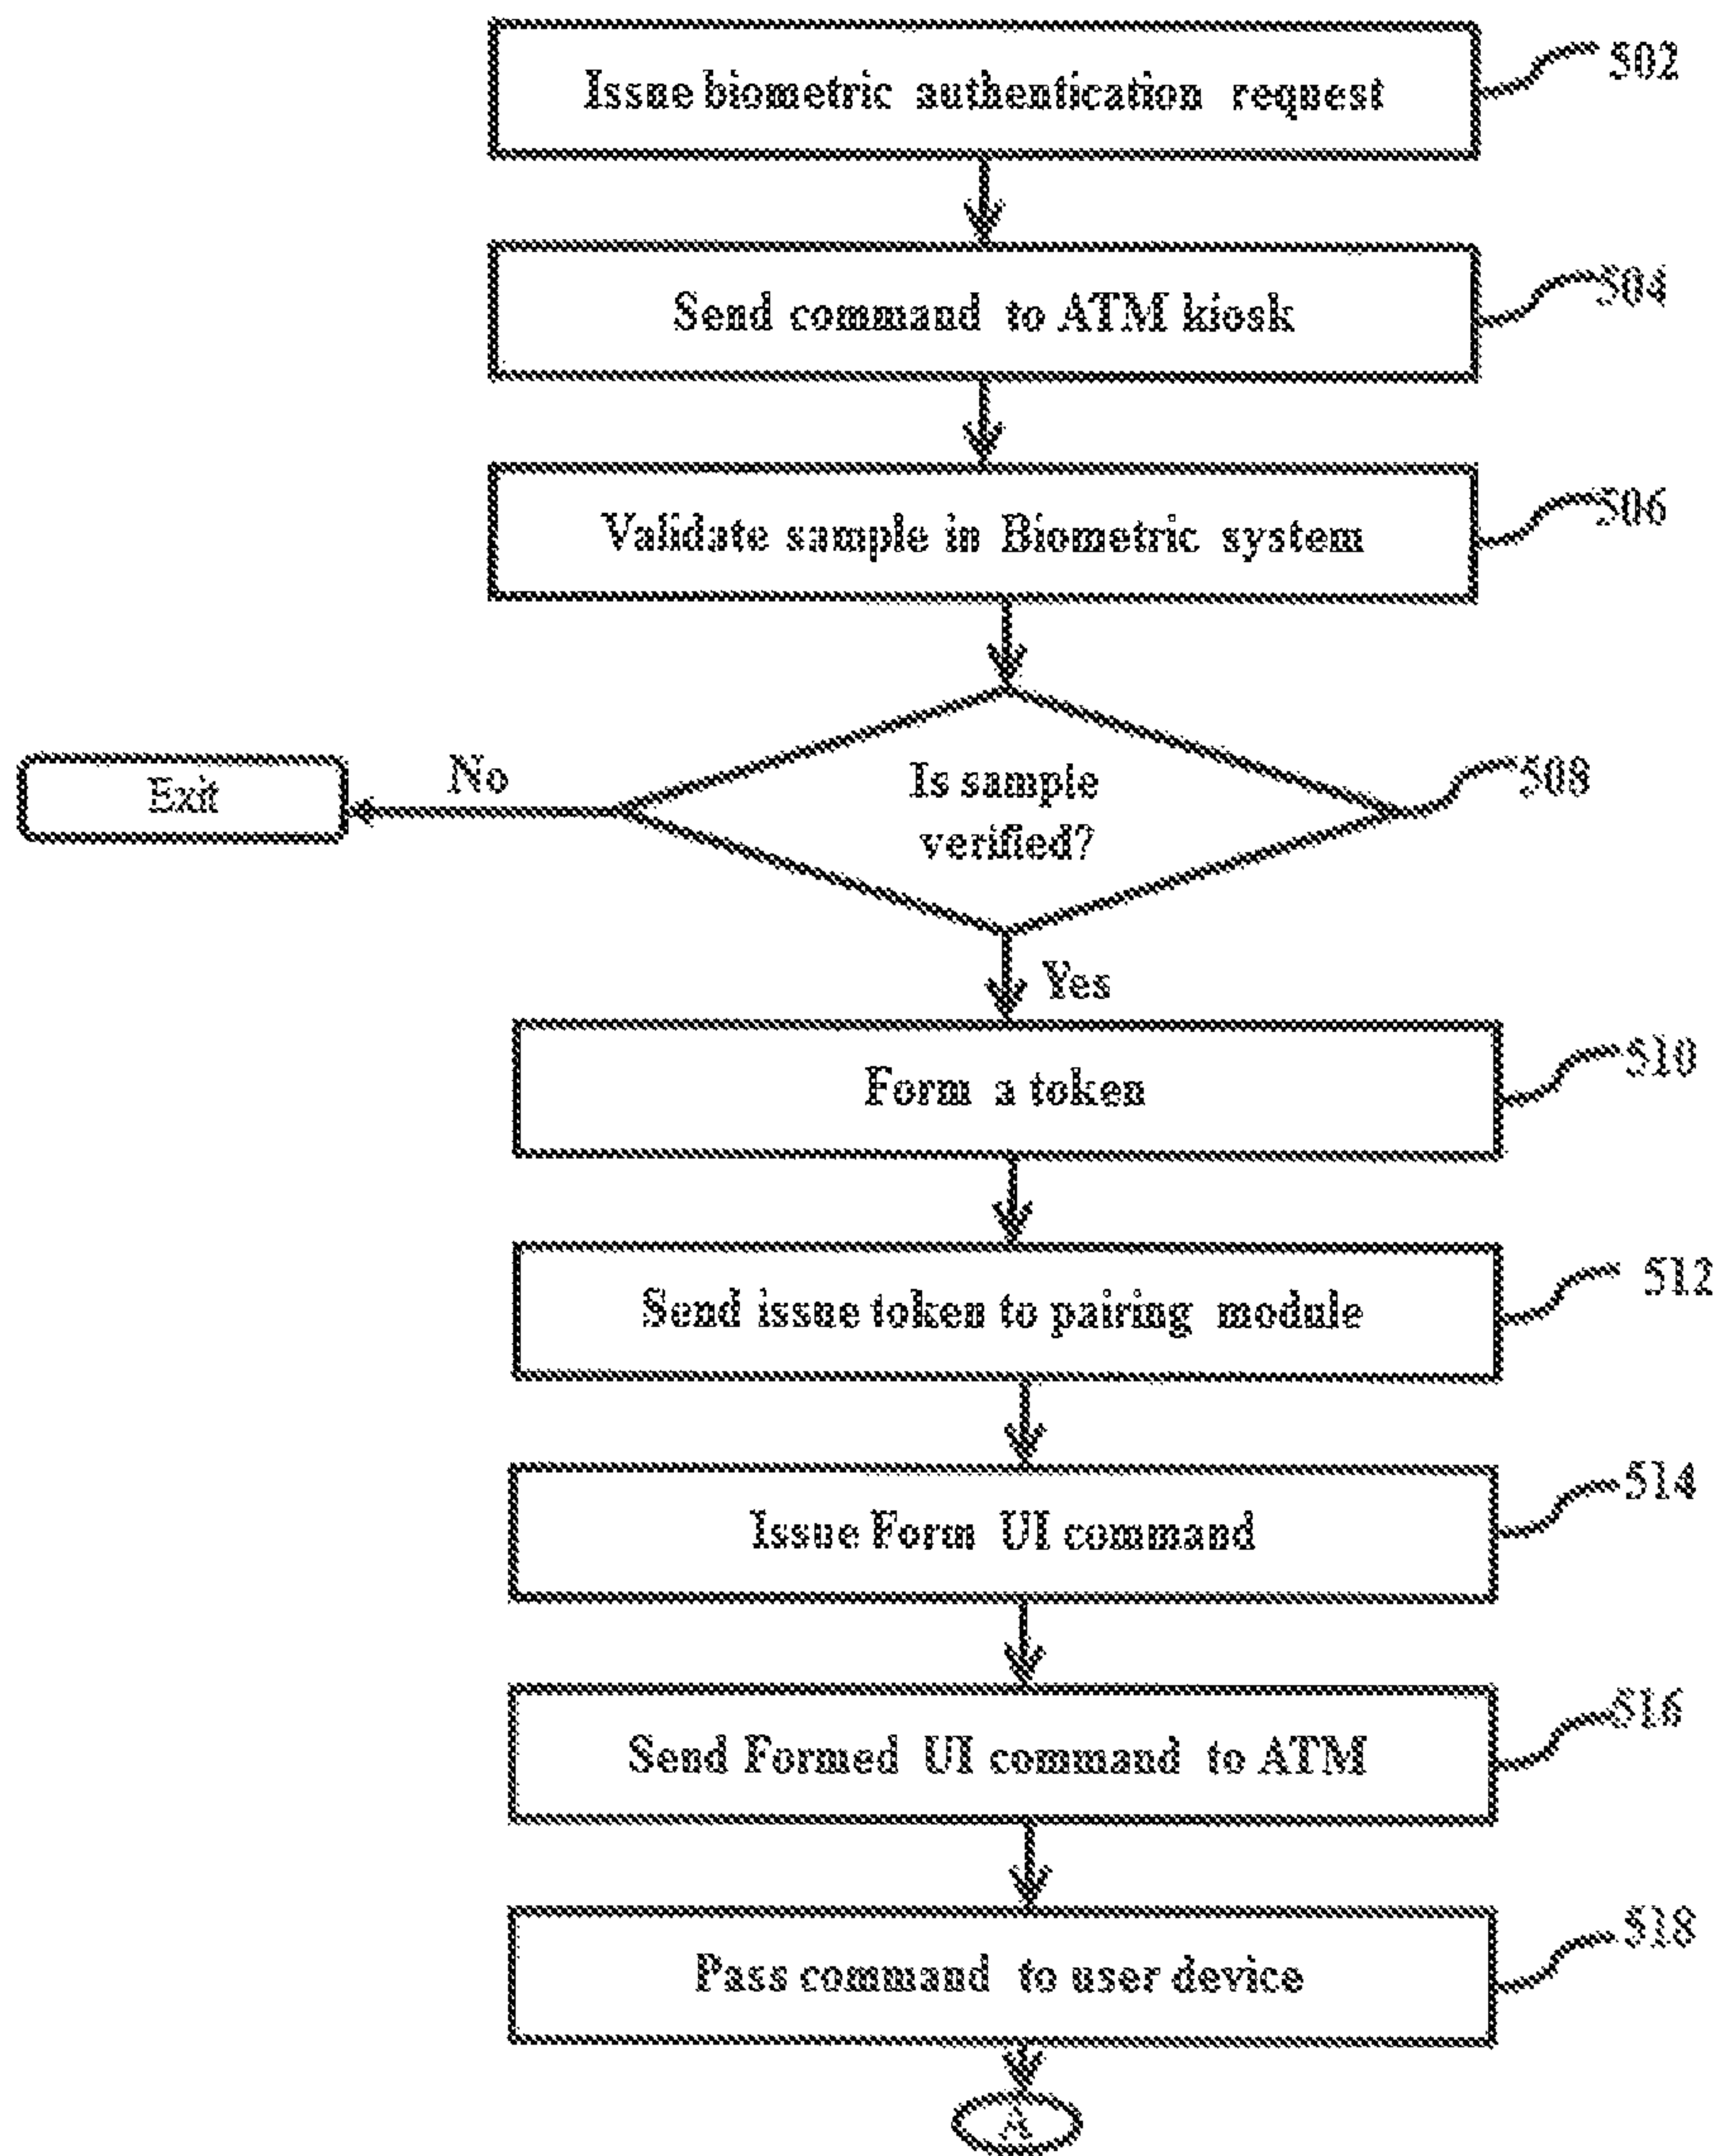 Issue biometric authentication request
502
Send command to ATM kiosk
504
Validate sample in Biometric system
506
Is sample
verified?
508
No
Exit
Yes
Form a token
510
Send issue token to pairing module
512
Issue Form UI command
514
Send Formed UI command to ATM
516
Pass command to user device
518
A